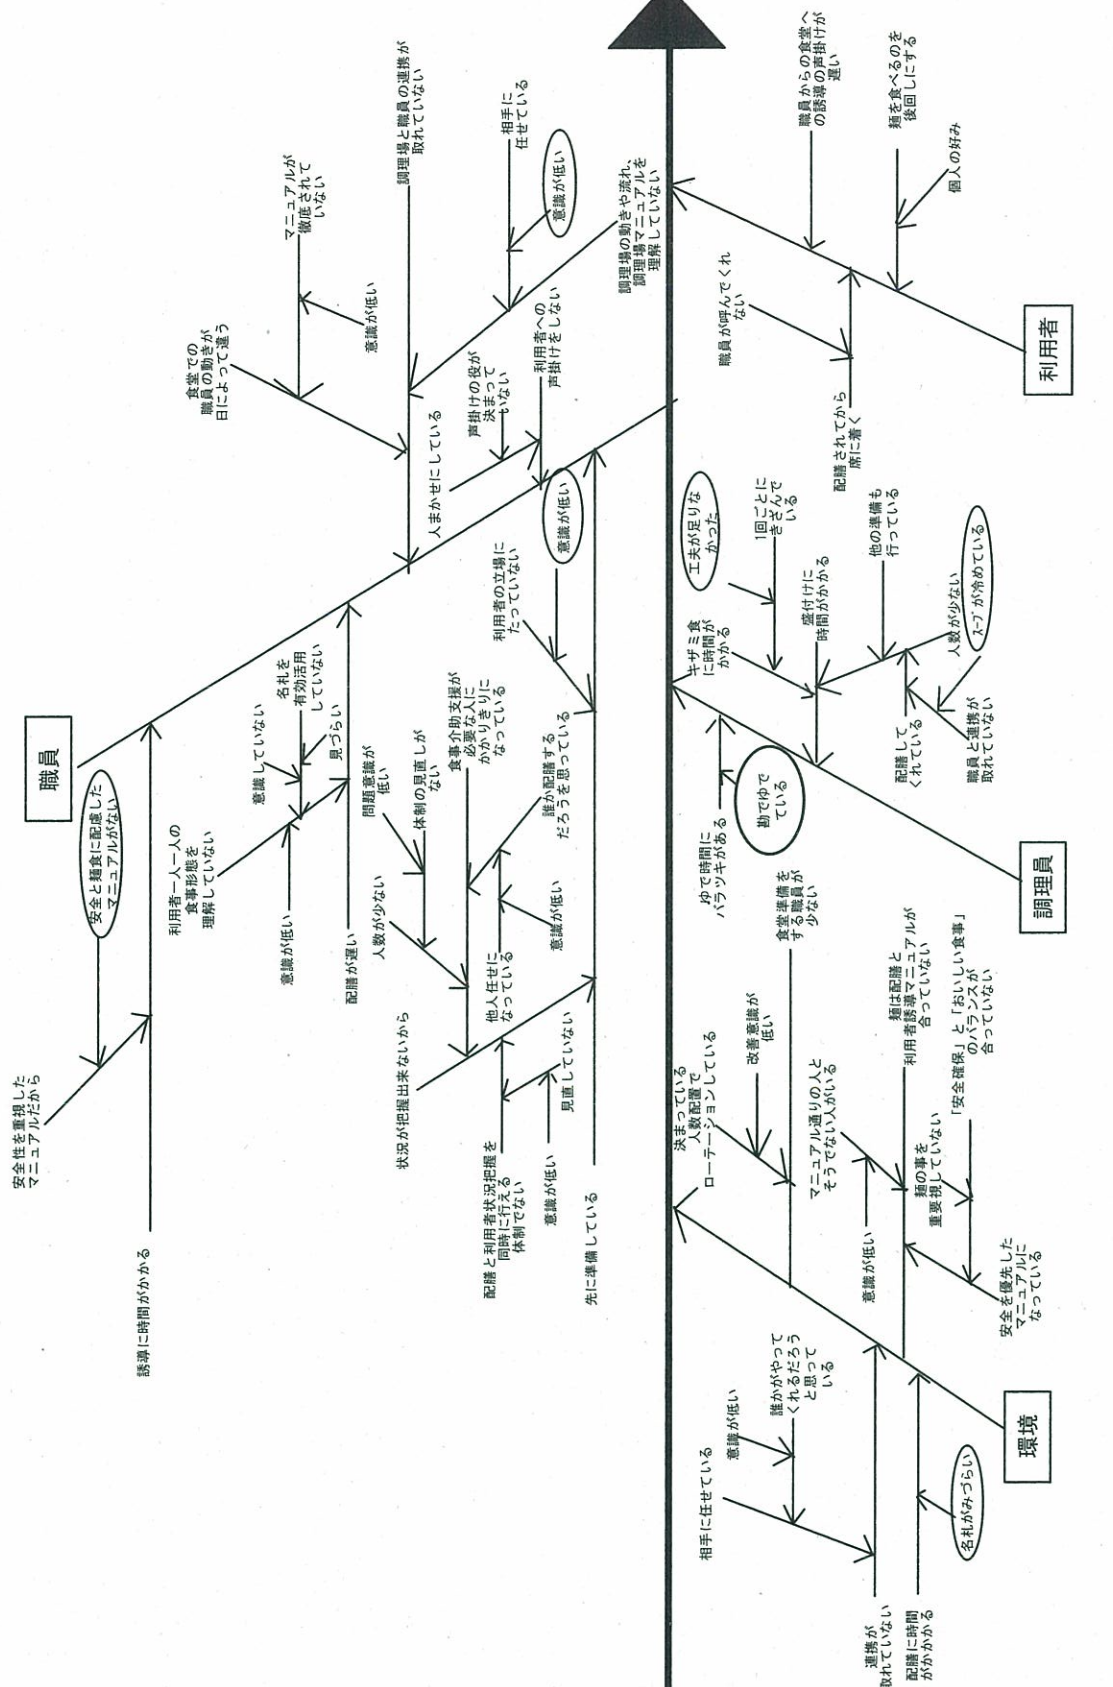 職員
安全と麺食に配慮した
マニュアルがない
安全性を重視した
マニュアルだから
誘導に時間がかかる
利用者一人一人の
食事形態を
理解していない
意識していない
名札を
有効活用
していない
見づらい
意識が低い
配膳が遅い
食堂での
職員の動きが
日によって違う
マニュアルが
徹底されて
いない
意識が低い
調理場と職員の連携が
取れていない
相手に
任せている
意識が低い
調理場の動きや流れ、
調理場マニュアルを
理解していない
人まかせにしている
声掛けの役が
決まって
いない
利用者への
声掛けをしない
状況が把握出来ないから
人数が少ない
問題意識が
低い
体制の見直しが
ない
食事介助支援が
必要な人に
かかりきりに
なっている
誰か配膳する
だろうを思っている
他人任せに
なっている
意識が低い
配膳と利用者状況把握を
同時に行える
体制でない
意識が低い
見直していない
先に準備している
利用者の立場に
たっていない
意識が低い
利用者
職員からの食堂へ
の誘導の声掛けが
遅い
麺を食べるのを
後回しにする
個人の好み
職員が呼んでくれ
ない
配膳されてから
席に着く
調理員
キザミ食
に時間が
かかる
工夫が足りな
かった
1回ごとに
きざんで
いる
盛付けに
時間がかかる
他の準備も
行っている
人数が少ない
スープが冷めている
配膳して
くれている
職員と連携が
取れていない
ゆで時間に
バラツキがある
勘でゆで
ている
環境
決まっている
人数配置で
ローテーションしている
改善意識が
低い
食堂準備を
する職員が
少ない
マニュアル通りの人と
そうでない人がいる
意識が低い
麺は配膳と
利用者誘導マニュアルが
合っていない
麺の事を
重要視していない
「安全確保」と「おいしい食事」
のバランスが
合っていない
安全を優先した
マニュアルに
なっている
相手に任せている
意識が低い
誰かがやって
くれるだろう
と思って
いる
連携が
取れていない
配膳に時間
がかかかる
名札がみづらい